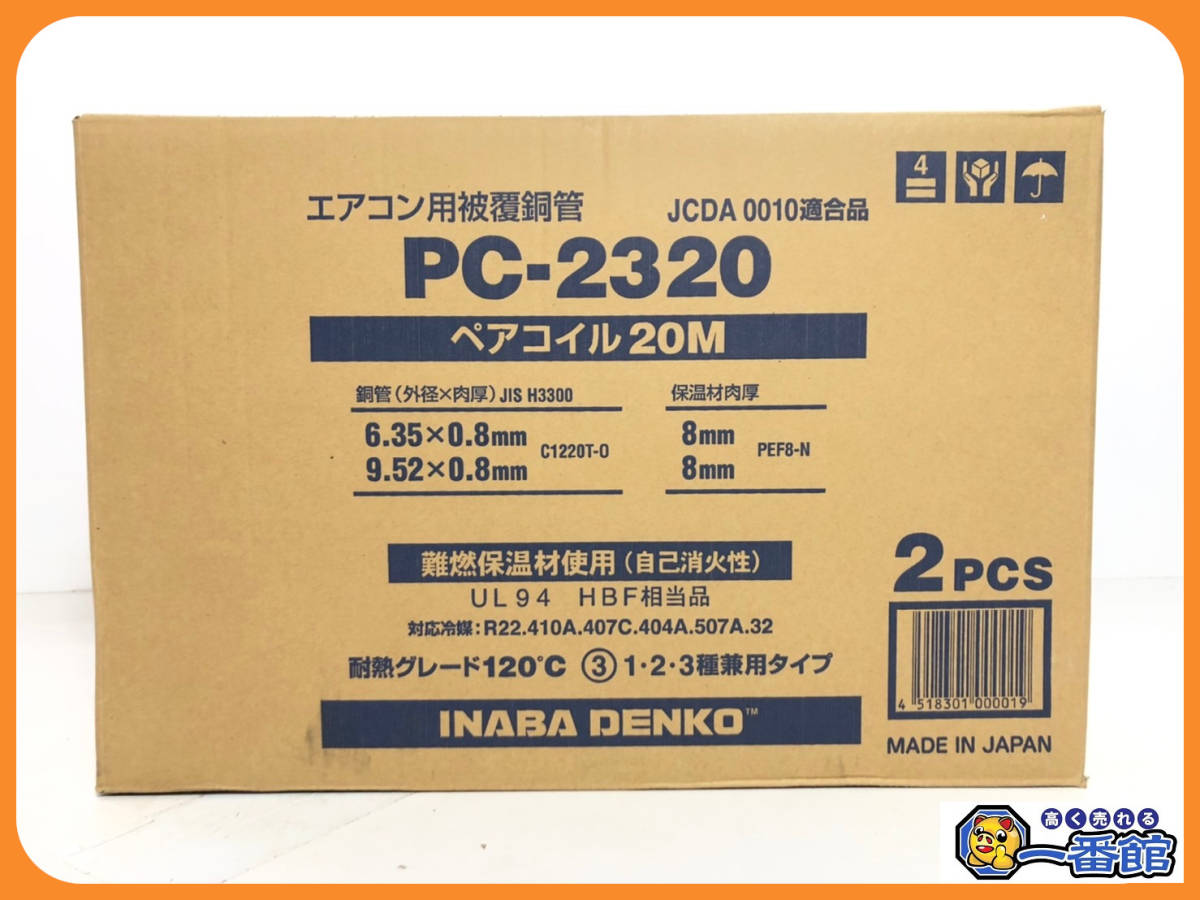 4
エアコン用被覆銅管
JCDA 0010適合品
PC-2320
ペアコイル 20M
銅管(外径×肉厚) JIS H3300
保温材肉厚
6.35×0.8mm
9.52×0.8mm
C1220T-O
8mm
8mm
PEF8-N
難燃保温材使用(自己消火性)
UL94 HBF相当品
対応冷媒:R22.410A.407C.404A.507A.32
耐熱グレード120℃ ③ 1・2・3種兼用タイプ
INABA DENKO™
2 PCS
4 518301 000019
MADE IN JAPAN
高く売れる
一番館